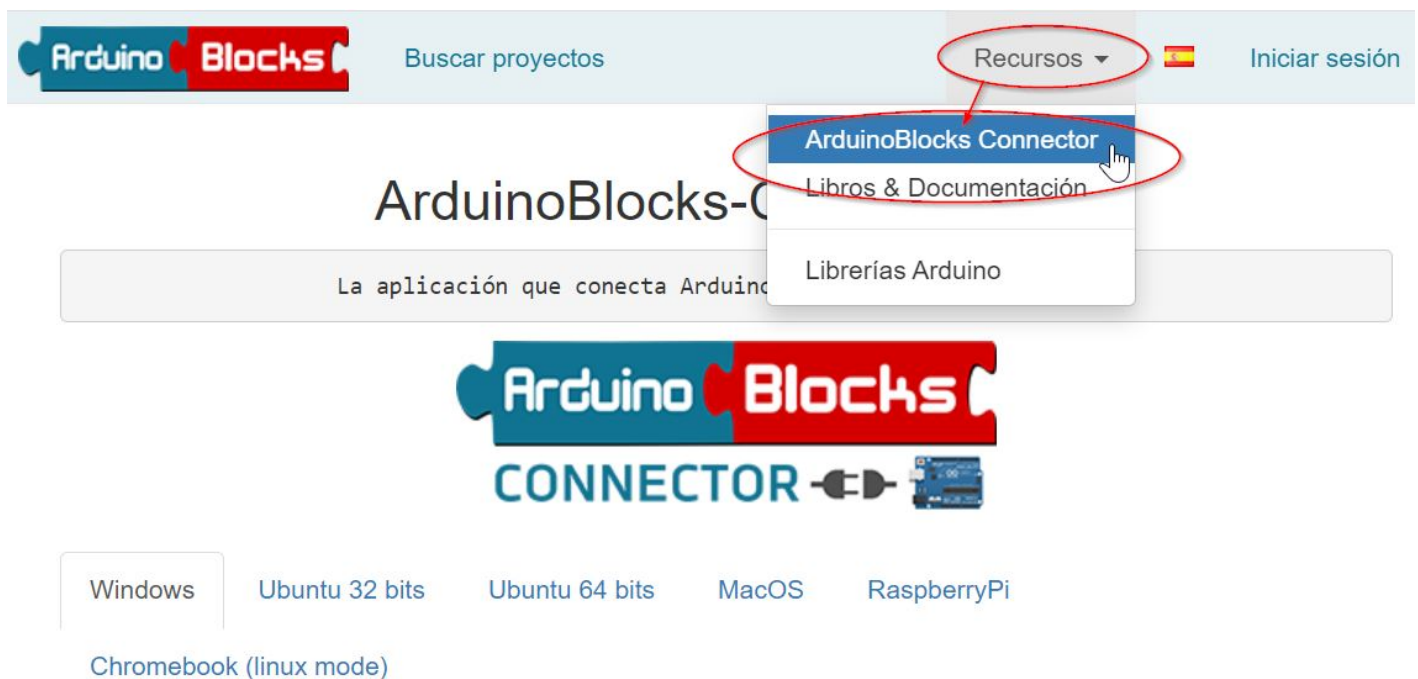 Arduino Blocks Buscar proyectos Recursos Iniciar sesión
ArduinoBlocks Connector
Libros & Documentación
Librerías Arduino
ArduinoBlocks-
La aplicación que conecta Arduino
Arduino Blocks
CONNECTOR
Windows Ubuntu 32 bits Ubuntu 64 bits MacOS RaspberryPi
Chromebook (linux mode)